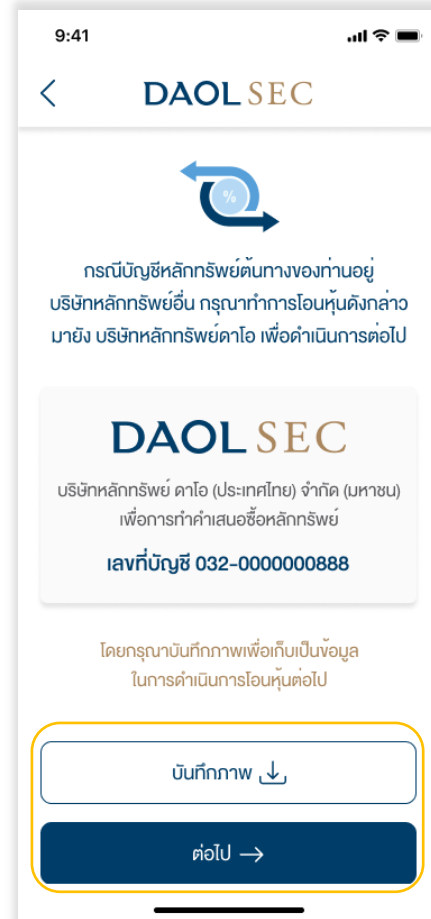 9:41
DAOL SEC
%
กรณีบัญชีหลักทรัพย์ต้นทางของท่านอยู่
บริษัทหลักทรัพย์อื่น กรุณาทำการโอนหุ้นดังกล่าว
มายัง บริษัทหลักทรัพย์ดาโอ เพื่อดำเนินการต่อไป
DAOL SEC
บริษัทหลักทรัพย์ ดาโอ (ประเทศไทย) จำกัด (มหาชน)
เพื่อการทำคำเสนอซื้อหลักทรัพย์
เลขที่บัญชี 032-0000000888
โดยกรุณาบันทึกภาพเพื่อเก็บเป็นข้อมูล
ในการดำเนินการโอนหุ้นต่อไป
บันทึกภาพ
ต่อไป →